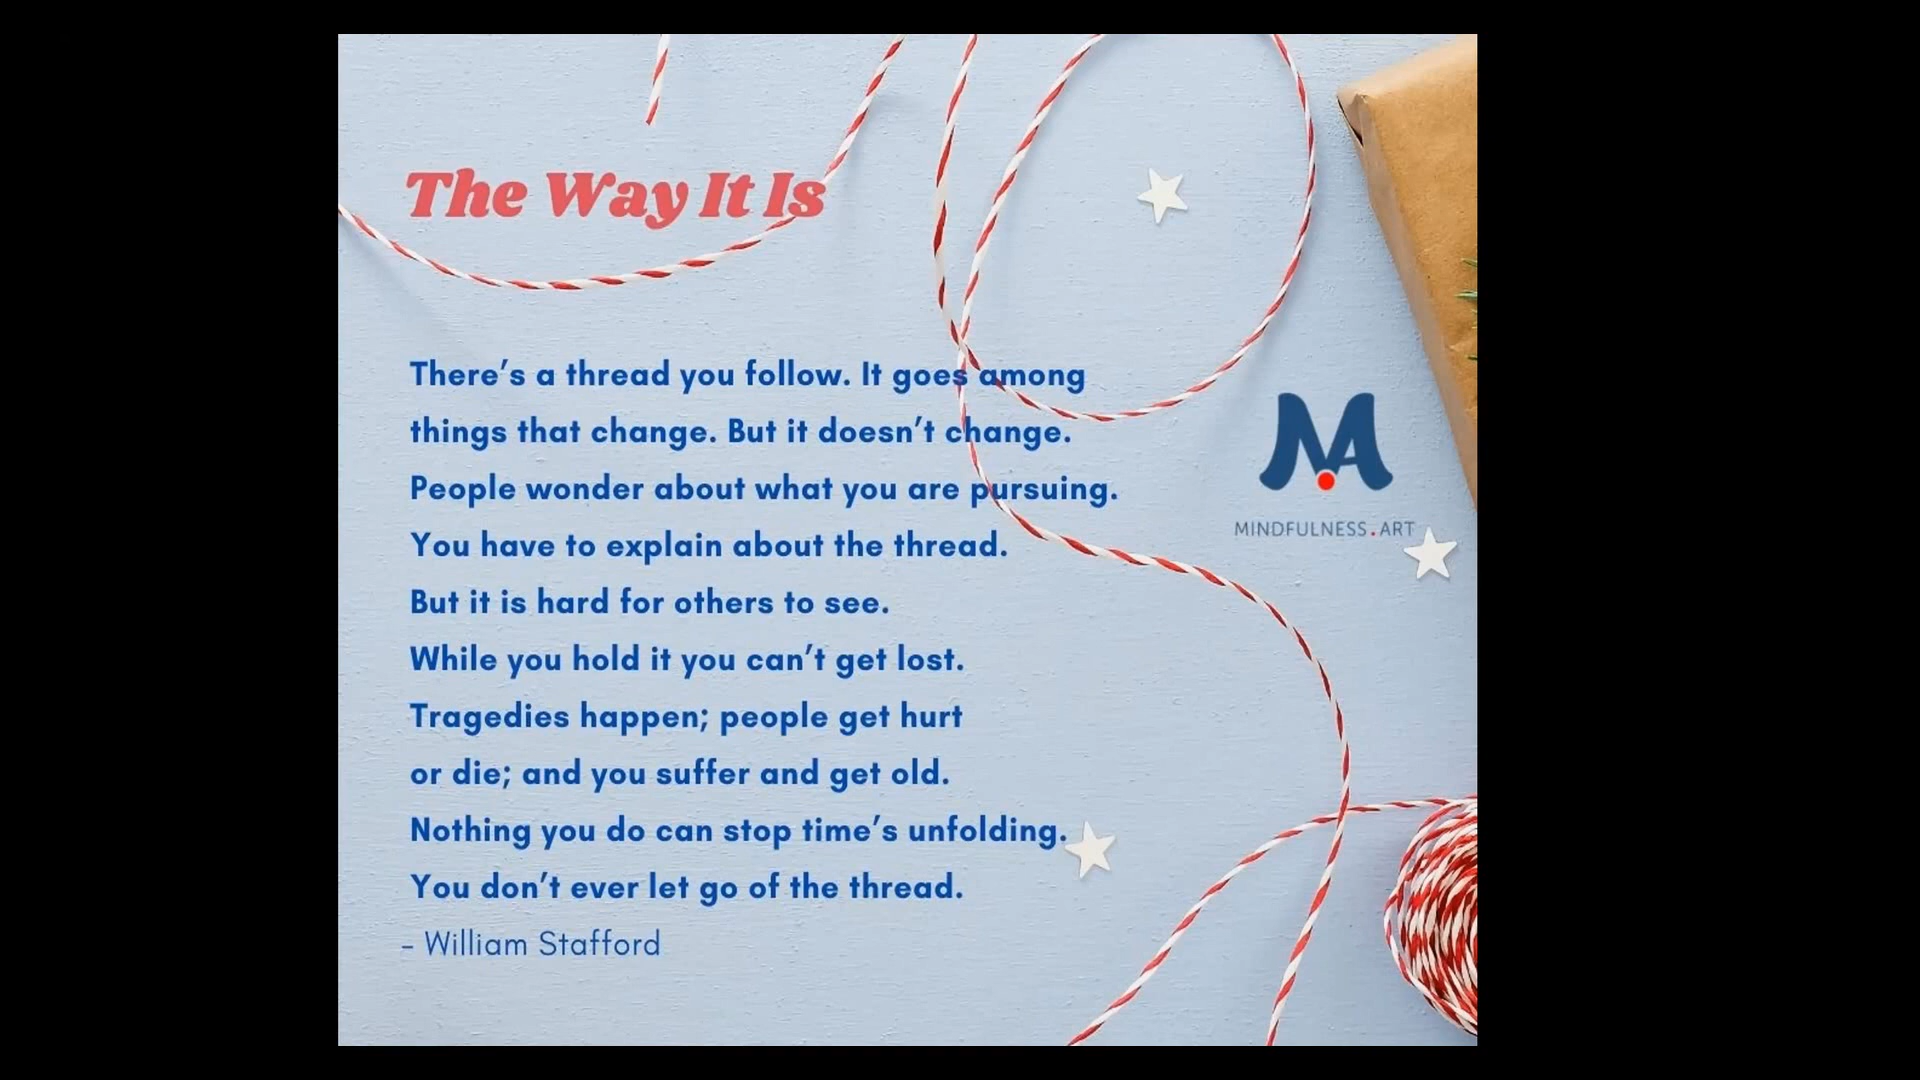 The Way It Is
There’s a thread you follow. It goes among
things that change. But it doesn’t change.
People wonder about what you are pursuing.
You have to explain about the thread.
But it is hard for others to see.
While you hold it you can’t get lost.
Tragedies happen; people get hurt
or die; and you suffer and get old.
Nothing you do can stop time’s unfolding.
You don’t ever let go of the thread.
– William Stafford
MA
MINDFULNESS.ART